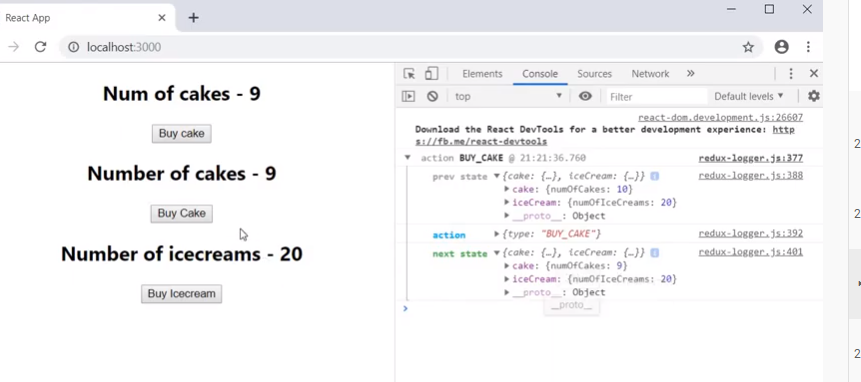 React App
localhost:3000
Num of cakes - 9
Buy cake
Number of cakes - 9
Buy Cake
Number of icecreams - 20
Buy Icecream
Elements Console Sources Network
top Filter Default levels
react-dom.development.js:26607
Download the React DevTools for a better development experience: http
s://fb.me/react-devtools
action BUY_CAKE @ 21:21:36.760 redux-logger.js:377
prev state {cake: {…}, iceCream: {…}} redux-logger.js:388
cake: {numOfCakes: 10}
iceCream: {numOfIceCreams: 20}
__proto__: Object
action {type: "BUY_CAKE"} redux-logger.js:392
next state {cake: {…}, iceCream: {…}} redux-logger.js:401
cake: {numOfCakes: 9}
iceCream: {numOfIceCreams: 20}
__proto__: Object
__proto__
2
2
2